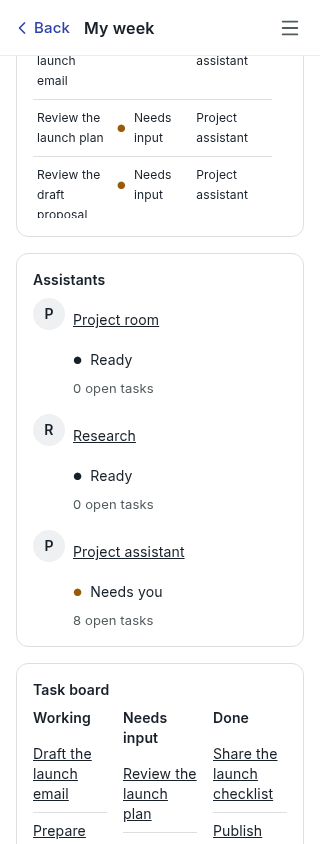 Back My week
launch assistant
email
Review the Needs Project
launch plan input assistant
Review the Needs Project
draft input assistant
proposal
Assistants
P Project room
Ready
0 open tasks
R Research
Ready
0 open tasks
P Project assistant
Needs you
8 open tasks
Task board
Working Needs Done
input
Draft the Share the
launch Review the launch
email launch checklist
plan
Prepare Publish